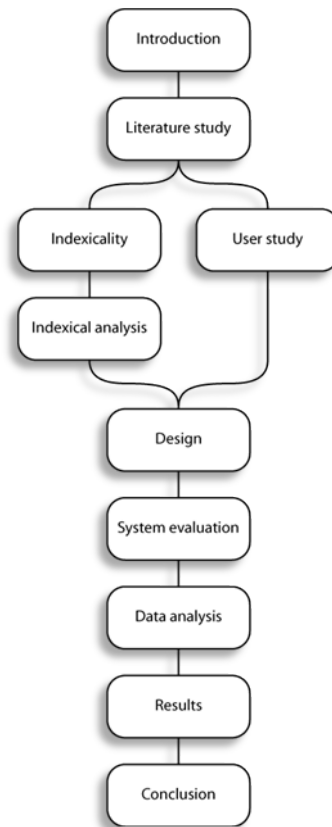 Introduction
Literature study
Indexicality
User study
Indexical analysis
Design
System evaluation
Data analysis
Results
Conclusion